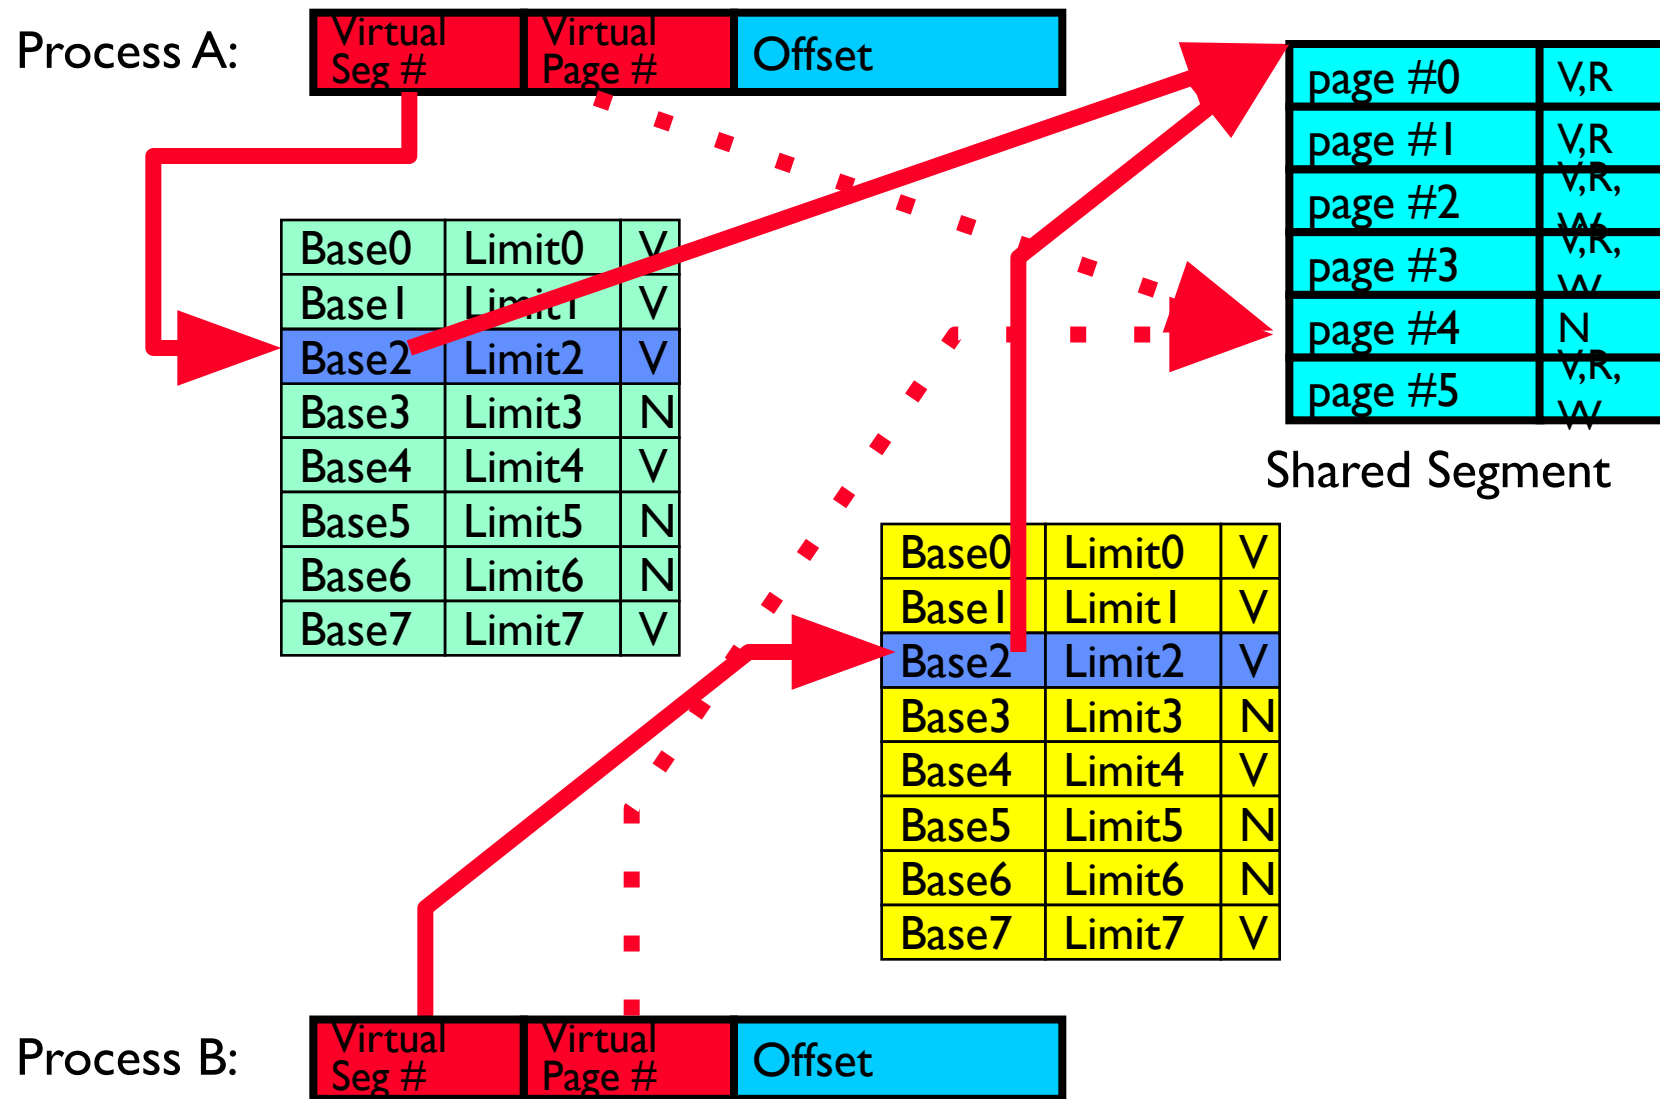 Process A:
Virtual Seg #
Virtual Page #
Offset
page #0 V,R
page #1 V,R
page #2 V,R, W
page #3 V,R, W
page #4 N
page #5 V,R, W
Shared Segment
Base0 Limit0 V
Base1 Limit1 V
Base2 Limit2 V
Base3 Limit3 N
Base4 Limit4 V
Base5 Limit5 N
Base6 Limit6 N
Base7 Limit7 V
Base0 Limit0 V
Base1 Limit1 V
Base2 Limit2 V
Base3 Limit3 N
Base4 Limit4 V
Base5 Limit5 N
Base6 Limit6 N
Base7 Limit7 V
Process B:
Virtual Seg #
Virtual Page #
Offset